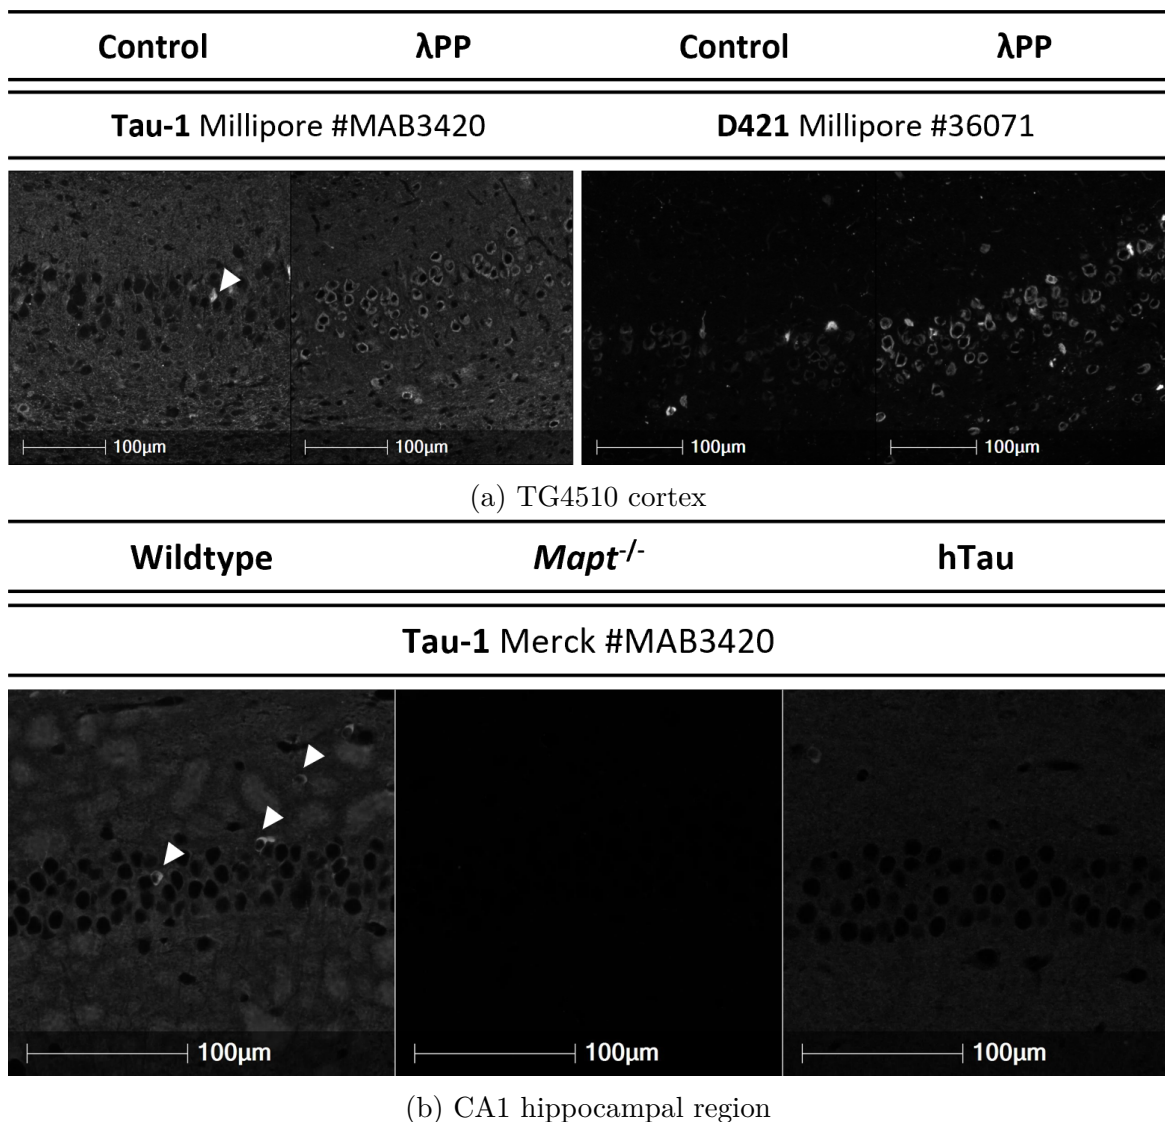 Control λPP Control λPP
Tau-1 Millipore #MAB3420 D421 Millipore #36071
100μm 100μm 100μm 100μm
(a) TG4510 cortex
Wildtype Mapt-/- hTau
Tau-1 Merck #MAB3420
100μm 100μm 100μm
(b) CA1 hippocampal region